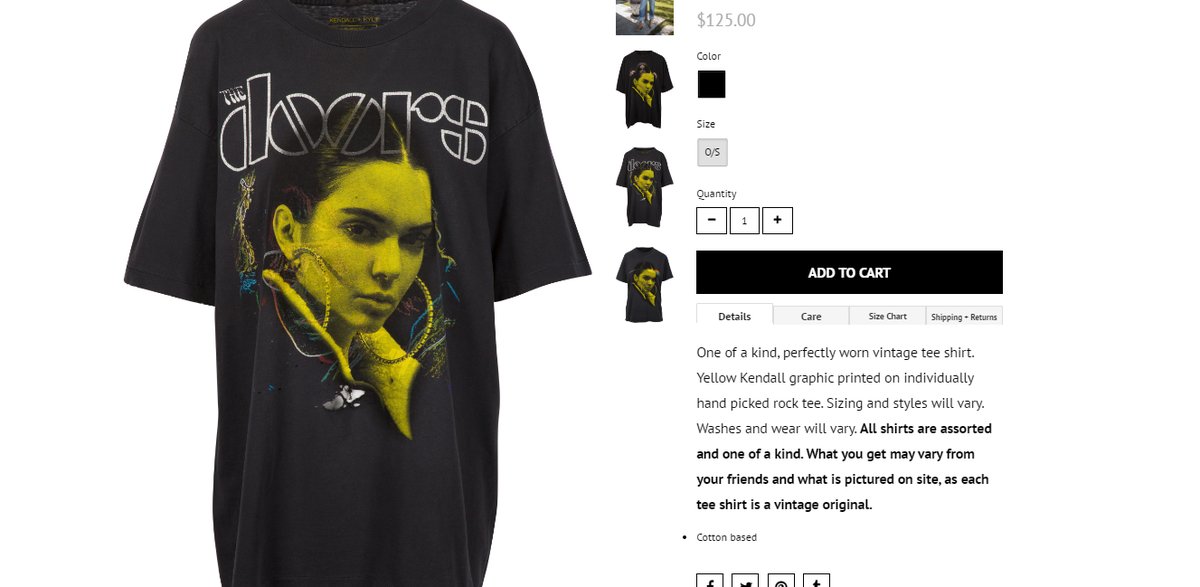 KENDALL + KYLIE
THE
doors
$125.00
Color
Size
O/S
Quantity
1
ADD TO CART
Details
Care
Size Chart
Shipping + Returns
One of a kind, perfectly worn vintage tee shirt.
Yellow Kendall graphic printed on individually
hand picked rock tee. Sizing and styles will vary.
Washes and wear will vary. All shirts are assorted
and one of a kind. What you get may vary from
your friends and what is pictured on site, as each
tee shirt is a vintage original.
Cotton based